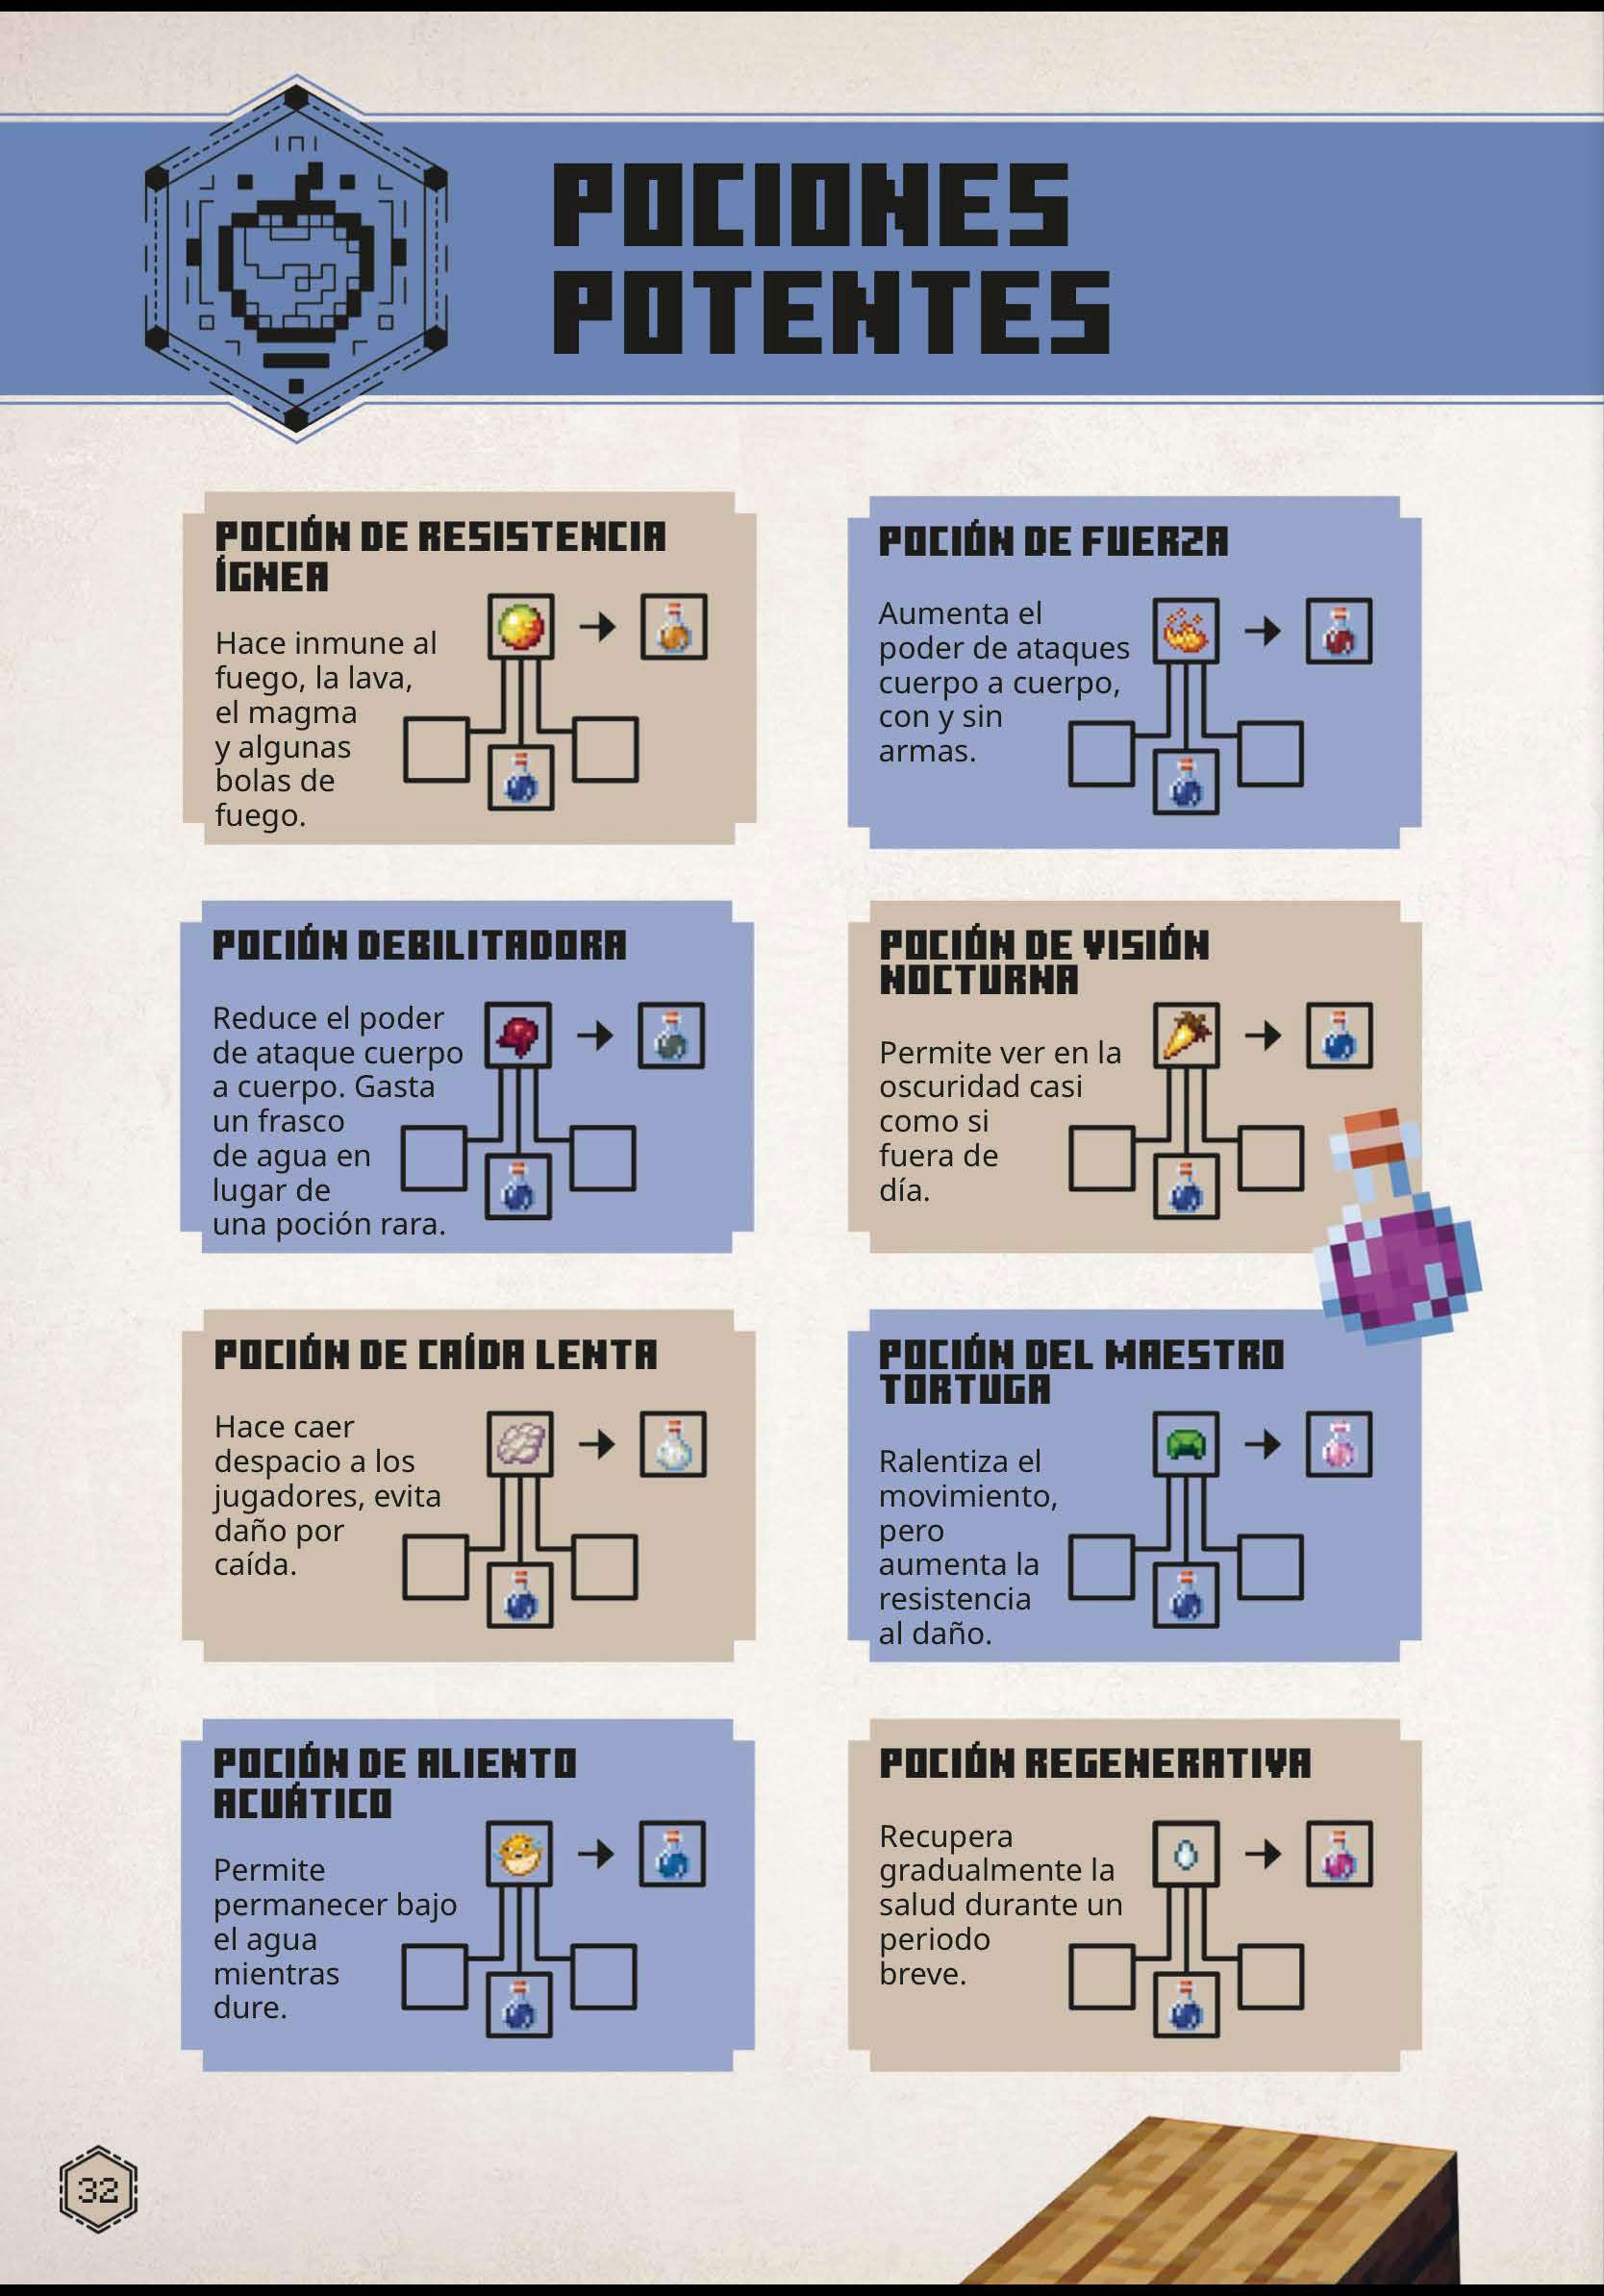 POCIONES
POTENTES
POCIÓN DE RESISTENCIA
ÍGNEA
Hace inmune al
fuego, la lava,
el magma
y algunas
bolas de
fuego.
POCIÓN DE FUERZA
Aumenta el
poder de ataques
cuerpo a cuerpo,
con y sin
armas.
POCIÓN DEBILITADORA
Reduce el poder
de ataque cuerpo
a cuerpo. Gasta
un frasco
de agua en
lugar de
una poción rara.
POCIÓN DE VISIÓN
NOCTURNA
Permite ver en la
oscuridad casi
como si
fuera de
día.
POCIÓN DE CAÍDA LENTA
Hace caer
despacio a los
jugadores, evita
daño por
caída.
POCIÓN DEL MAESTRO
TORTUGA
Ralentiza el
movimiento,
pero
aumenta la
resistencia
al daño.
POCIÓN DE ALIENTO
ACUÁTICO
Permite
permanecer bajo
el agua
mientras
dure.
POCIÓN REGENERATIVA
Recupera
gradualmente la
salud durante un
periodo
breve.
32